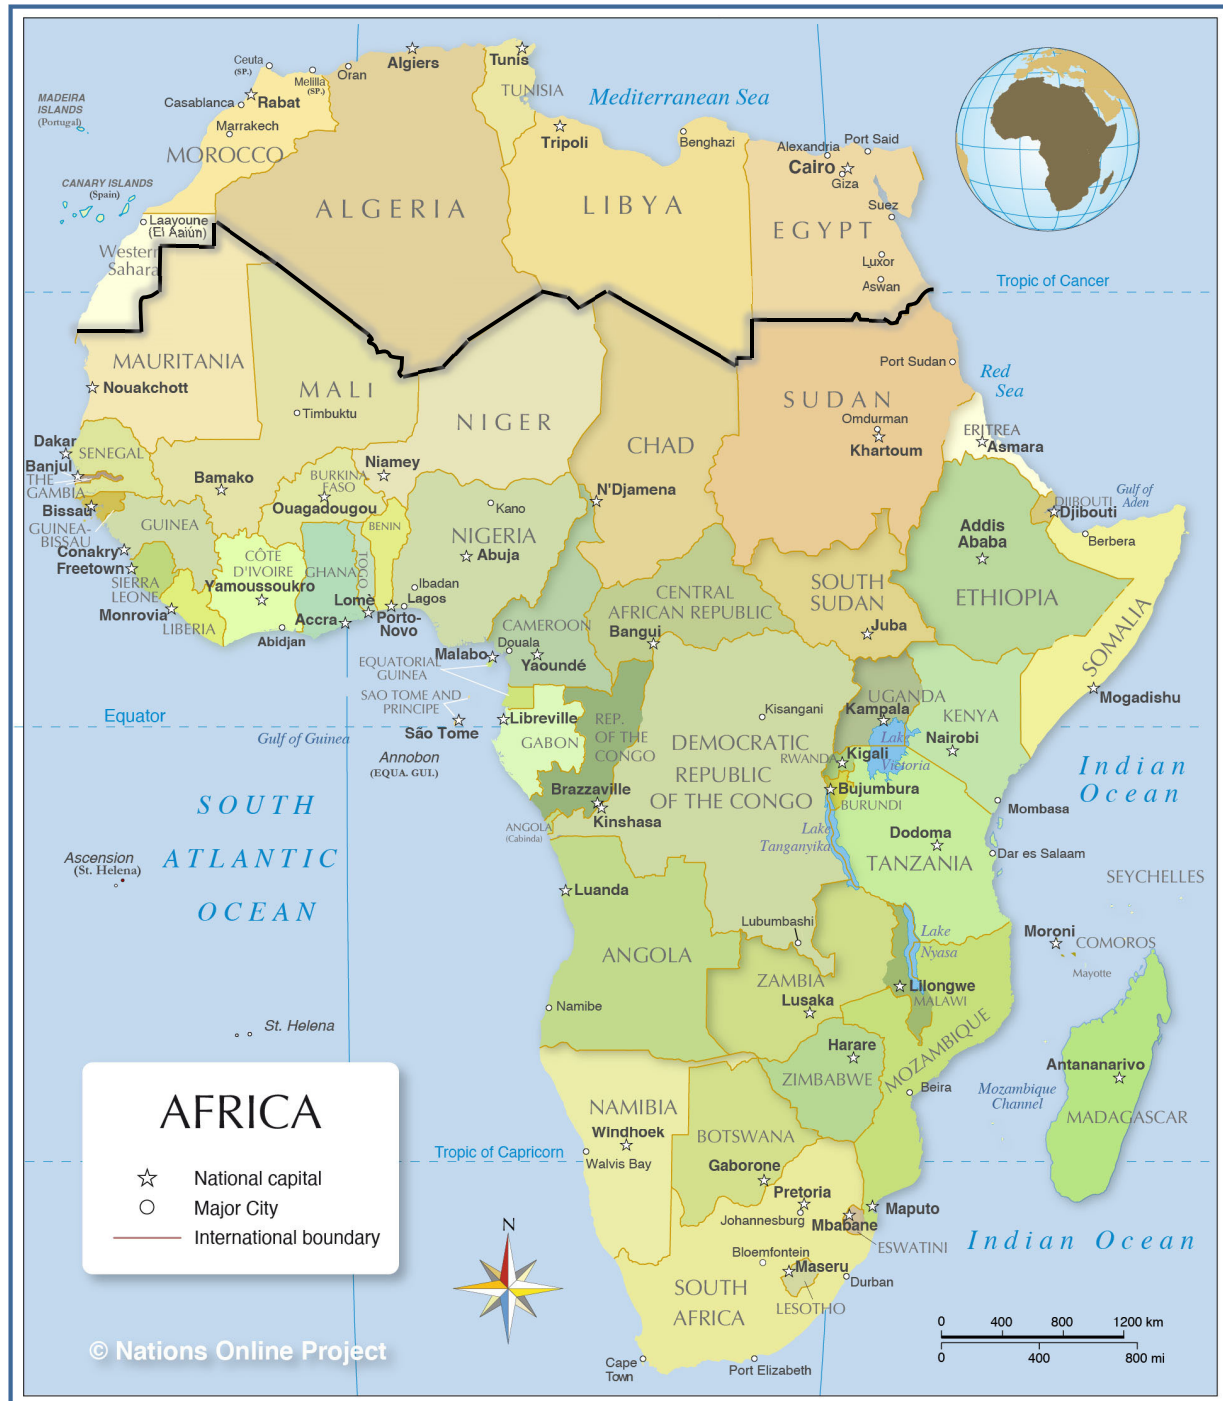 Ceuta
(SP.)
Melilla
(SP.)
Oran
Algiers
Tunis
TUNISIA
Mediterranean Sea
MADEIRA
ISLANDS
(Portugal)
Casablanca
Rabat
Marrakech
MOROCCO
Tripoli
Benghazi
Alexandria
Port Said
Cairo
Giza
Suez
CANARY ISLANDS
(Spain)
Laayoune
(El Aaiún)
Western
Sahara
ALGERIA
LIBYA
EGYPT
Luxor
Aswan
Tropic of Cancer
MAURITANIA
Nouakchott
MALI
Timbuktu
NIGER
CHAD
SUDAN
Port Sudan
Omdurman
Khartoum
Red
Sea
ERITREA
Asmara
Dakar
SENEGAL
Banjul
THE
GAMBIA
Bissau
GUINEA-
BISSAU
Bamako
BURKINA
FASO
Ouagadougou
Niamey
BENIN
N'Djamena
Kano
NIGERIA
Abuja
Ibadan
Lagos
DJIBOUTI
Djibouti
Gulf of
Aden
Addis
Ababa
Berbera
ETHIOPIA
SOMALIA
GUINEA
Conakry
Freetown
SIERRA
LEONE
Monrovia
LIBERIA
CÔTE
D'IVOIRE
Yamoussoukro
Abidjan
GHANA
TOGO
Accra
Lomè
Porto-
Novo
CENTRAL
AFRICAN REPUBLIC
Bangui
SOUTH
SUDAN
Juba
CAMEROON
Douala
Malabo
Yaoundé
EQUATORIAL
GUINEA
SAO TOME AND
PRINCIPE
São Tome
Libreville
GABON
REP.
OF THE
CONGO
Equator
Gulf of Guinea
Annobon
(EQUA. GUI.)
Kisangani
DEMOCRATIC
REPUBLIC
OF THE CONGO
UGANDA
Kampala
KENYA
Nairobi
Mogadishu
RWANDA
Kigali
Lake
Victoria
Bujumbura
BURUNDI
Brazzaville
Kinshasa
ANGOLA
(Cabinda)
Lake
Tanganyika
Dodoma
TANZANIA
Mombasa
Dar es Salaam
Indian
Ocean
SEYCHELLES
SOUTH
ATLANTIC
OCEAN
Ascension
(St. Helena)
Luanda
ANGOLA
Lubumbashi
Lake
Nyasa
Moroni
COMOROS
Mayotte
ZAMBIA
Lusaka
Lilongwe
MALAWI
Namibe
St. Helena
Harare
ZIMBABWE
MOZAMBIQUE
Beira
Mozambique
Channel
Antananarivo
MADAGASCAR
NAMIBIA
Windhoek
Walvis Bay
BOTSWANA
Gaborone
Tropic of Capricorn
Pretoria
Johannesburg
Mbabane
Maputo
ESWATINI
Indian Ocean
Bloemfontein
Maseru
Durban
LESOTHO
SOUTH
AFRICA
Cape
Town
Port Elizabeth
AFRICA
National capital
Major City
International boundary
N
0 400 800 1200 km
0 400 800 mi
© Nations Online Project